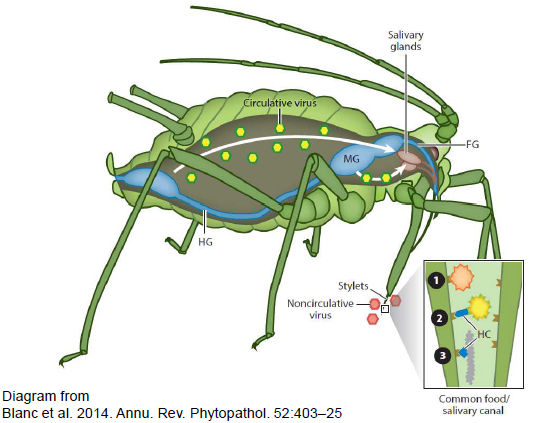 Salivary
glands
Circulative virus
FG
MG
HG
Stylets
Noncirculative
virus
1
2
HC
3
Common food/
salivary canal
Diagram from
Blanc et al. 2014. Annu. Rev. Phytopathol. 52:403–25